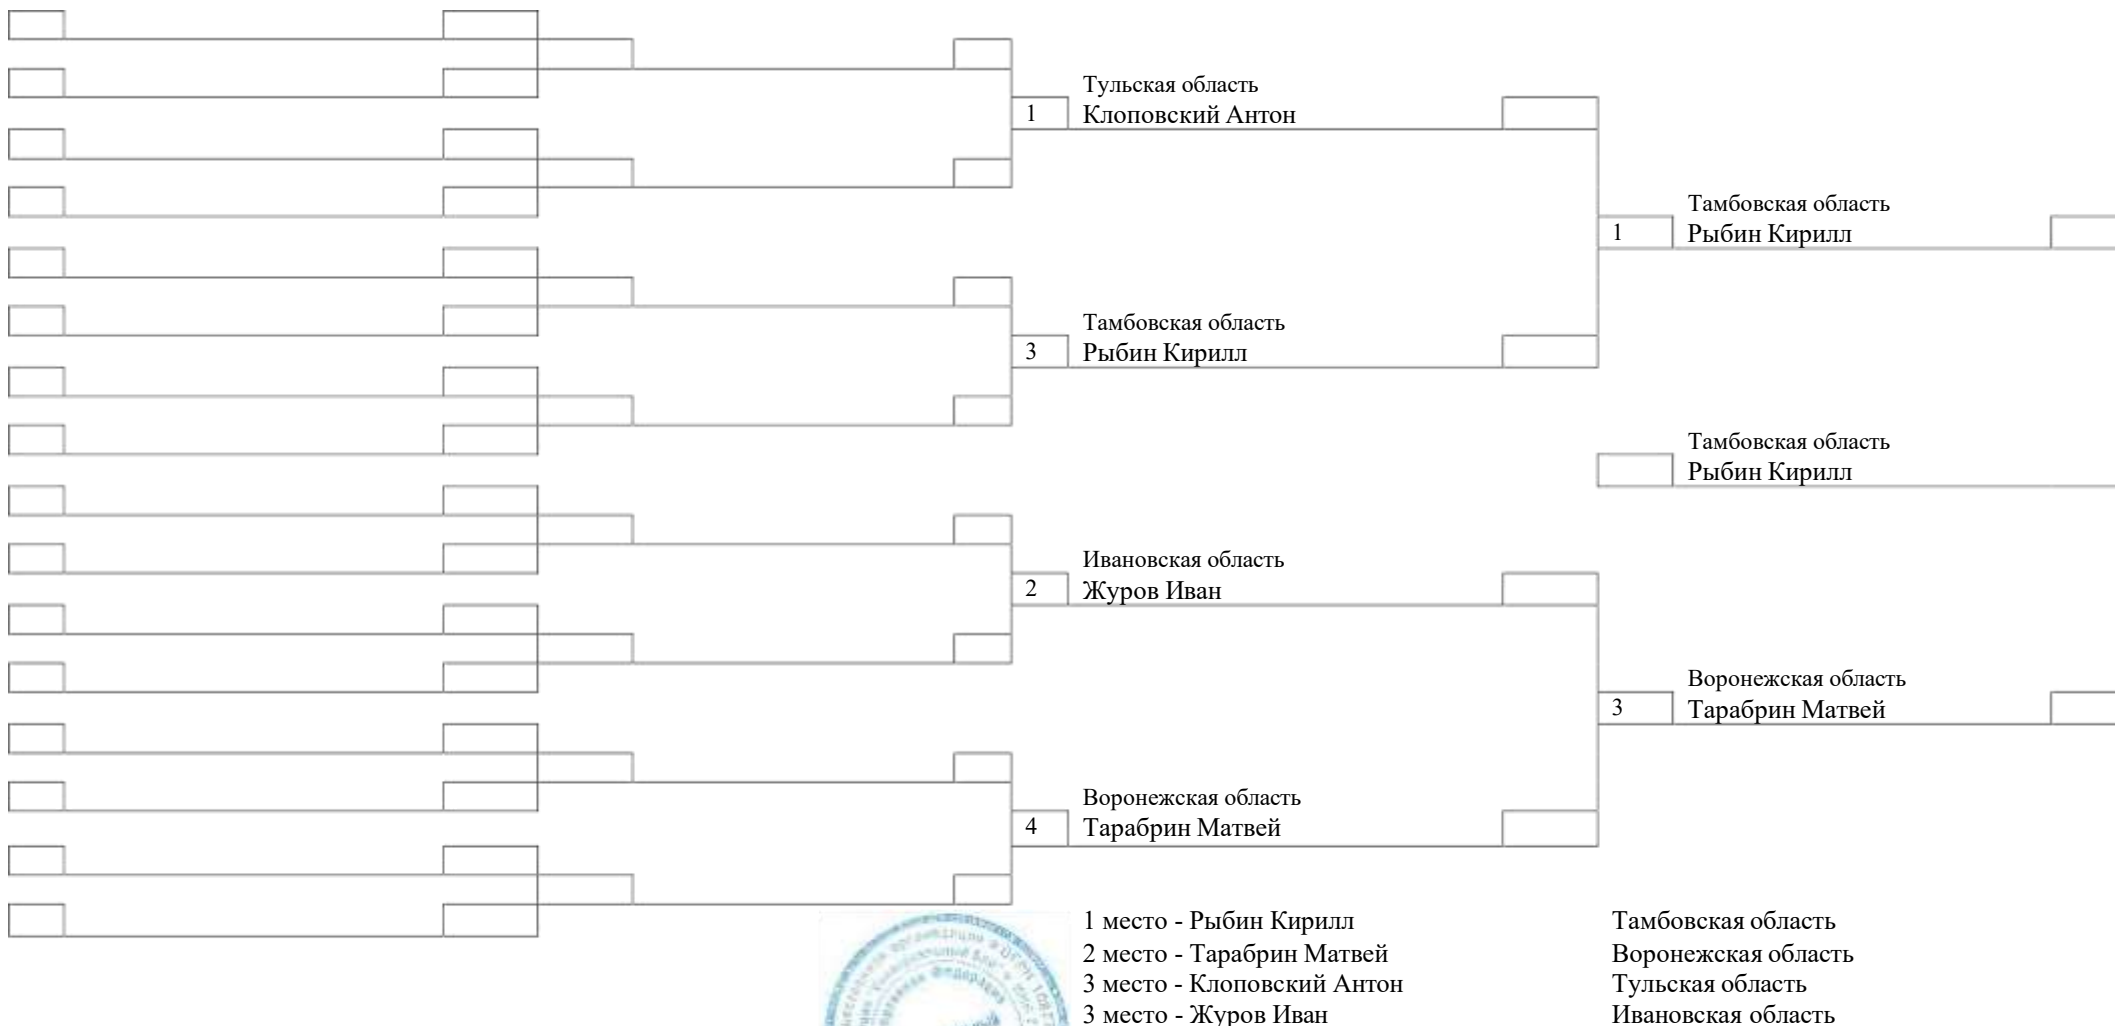 Тульская область
1 Клоповский Антон
Тамбовская область
1 Рыбин Кирилл
Тамбовская область
3 Рыбин Кирилл
Тамбовская область
Рыбин Кирилл
Ивановская область
2 Журов Иван
Воронежская область
3 Тарабрин Матвей
Воронежская область
4 Тарабрин Матвей
1 место - Рыбин Кирилл Тамбовская область
2 место - Тарабрин Матвей Воронежская область
3 место - Клоповский Антон Тульская область
3 место - Журов Иван Ивановская область